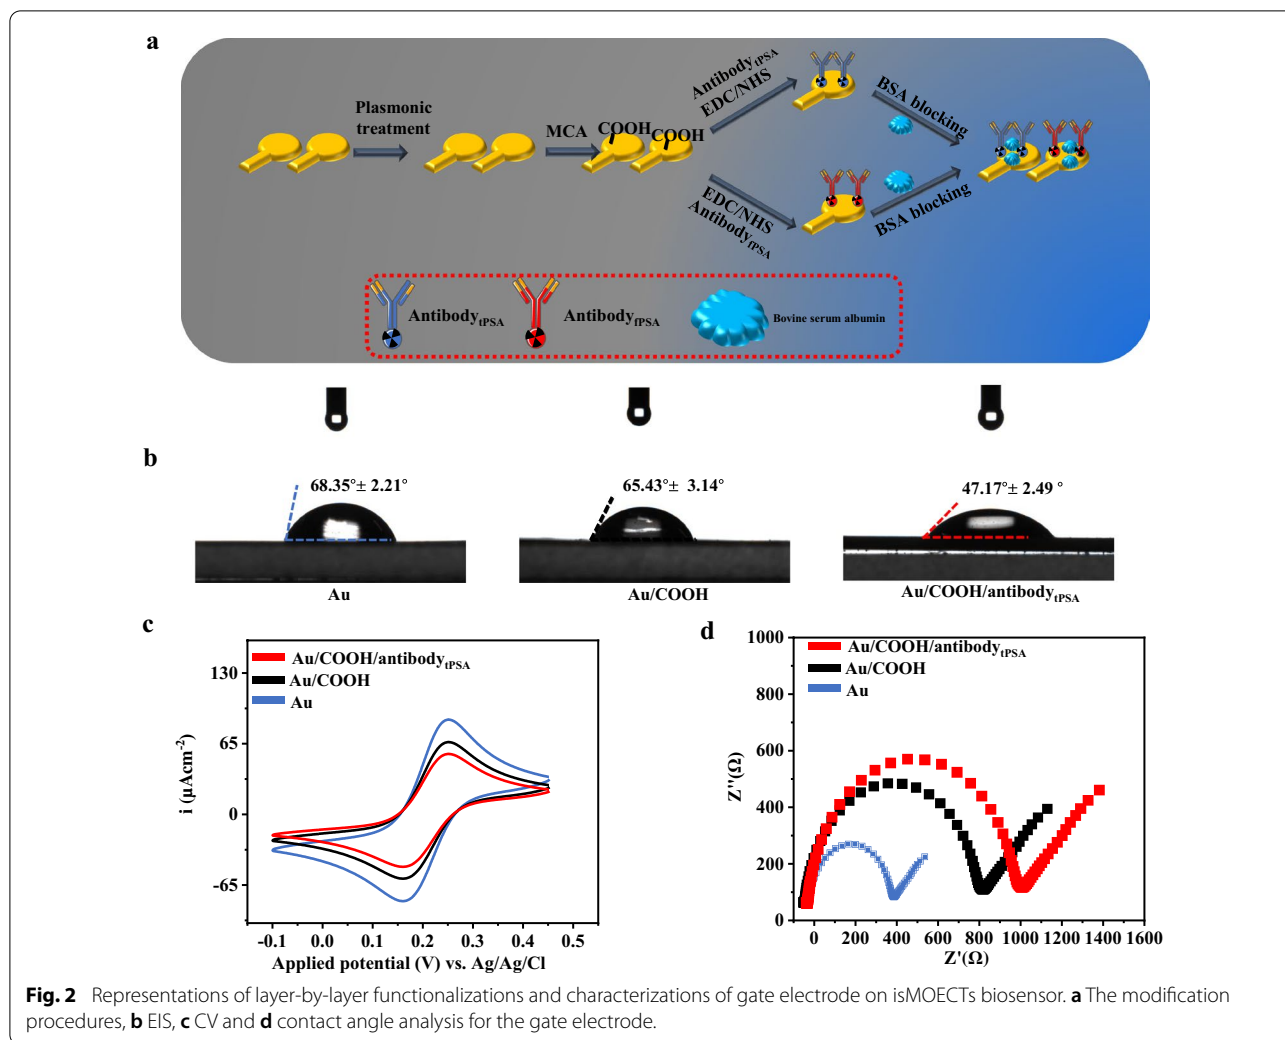 a
Plasmonic
treatment
MCA
COOH
COOH
Antibody tPSA
EDC/NHS
EDC/NHS
Antibody fPSA
BSA blocking
BSA blocking
Antibody tPSA
Antibody fPSA
Bovine serum albumin
b
68.35°± 2.21°
65.43°± 3.14°
47.17°± 2.49 °
Au
Au/COOH
Au/COOH/antibody tPSA
c
Au/COOH/antibody tPSA
Au/COOH
Au
i (µAcm-2)
130
65
0
-65
-0.1 0.0 0.1 0.2 0.3 0.4 0.5
Applied potential (V) vs. Ag/Ag/Cl
d
Au/COOH/antibody tPSA
Au/COOH
Au
Z''(Ω)
1000
800
600
400
200
0
0 200 400 600 800 1000 1200 1400 1600
Z'(Ω)
Fig. 2 Representations of layer-by-layer functionalizations and characterizations of gate electrode on isMOECTs biosensor. a The modification
procedures, b EIS, c CV and d contact angle analysis for the gate electrode.